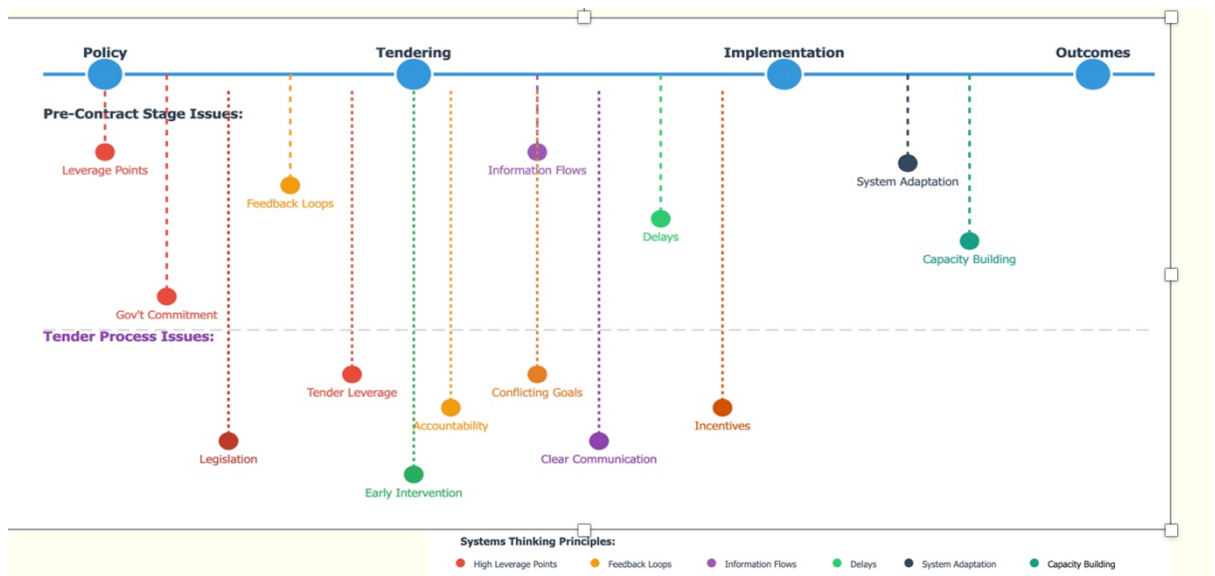 Policy Tendering Implementation Outcomes
Pre-Contract Stage Issues:
Leverage Points Information Flows
System Adaptation
Feedback Loops
Delays
Capacity Building
Gov't Commitment
Tender Process Issues:
Tender Leverage Conflicting Goals
Accountability Incentives
Legislation Clear Communication
Early Intervention
Systems Thinking Principles:
High Leverage Points Feedback Loops Information Flows Delays System Adaptation Capacity Building